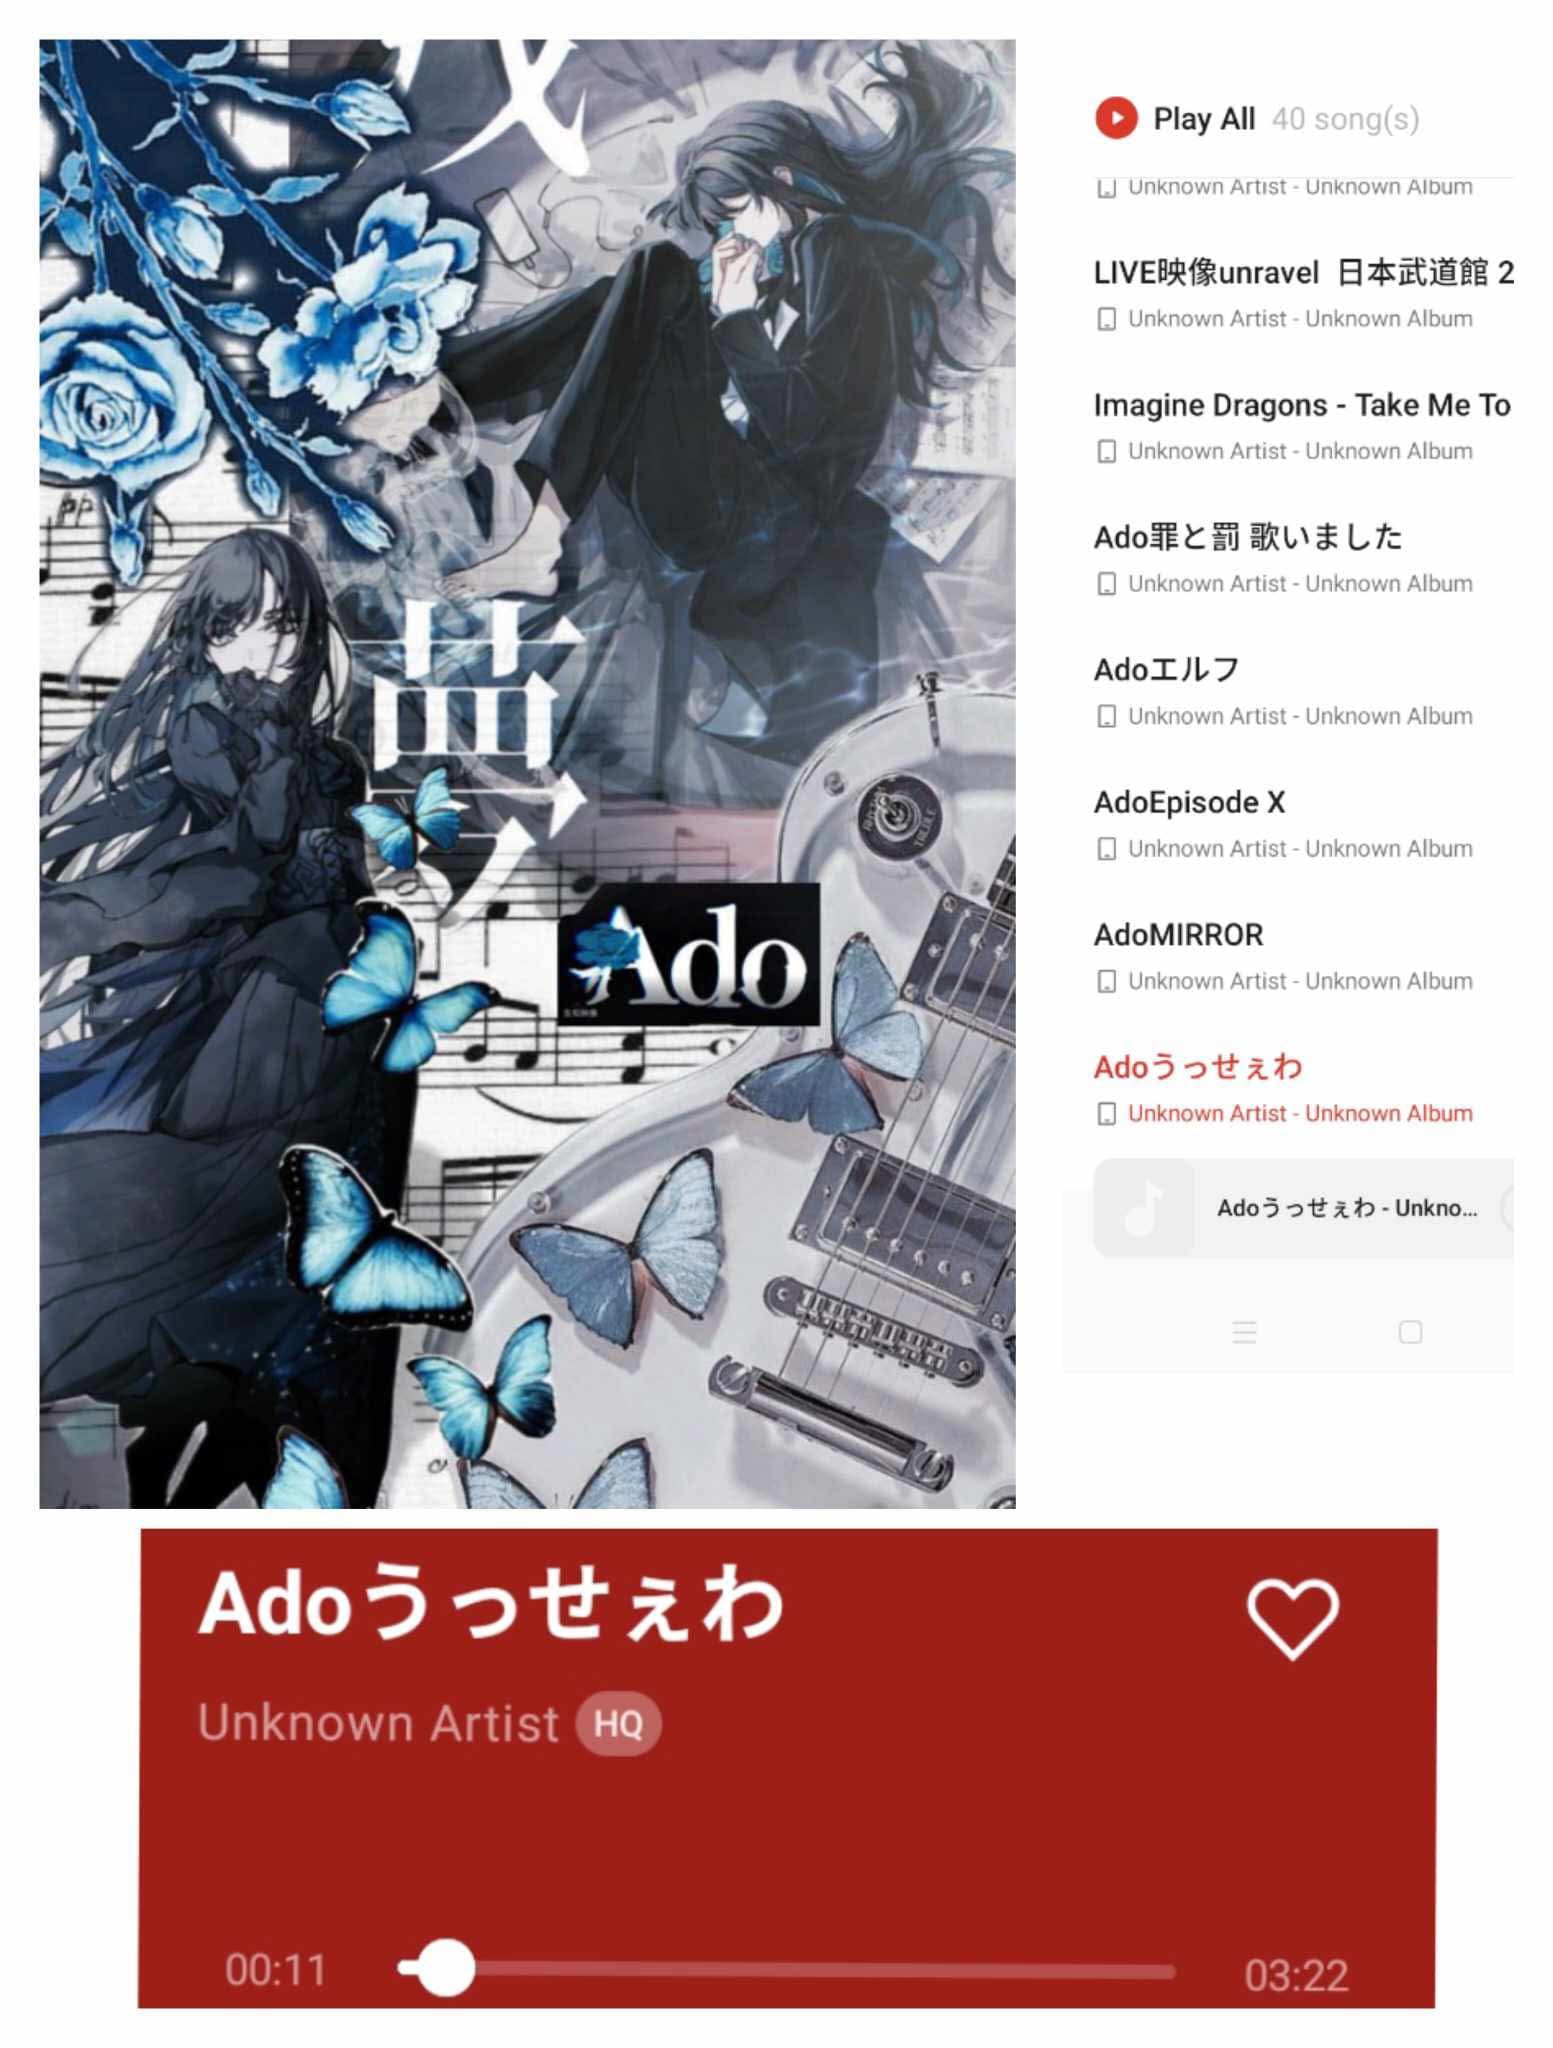 夢
Ado
Play All 40 song(s)
Unknown Artist - Unknown Album
LIVE映像unravel 日本武道館 2
Unknown Artist - Unknown Album
Imagine Dragons - Take Me To
Unknown Artist - Unknown Album
Ado罪と罰 歌いました
Unknown Artist - Unknown Album
Adoエルフ
Unknown Artist - Unknown Album
AdoEpisode X
Unknown Artist - Unknown Album
AdoMIRROR
Unknown Artist - Unknown Album
Adoうっせぇわ
Unknown Artist - Unknown Album
Adoうっせぇわ - Unkno...
Adoうっせぇわ
Unknown Artist HQ
00:11
03:22